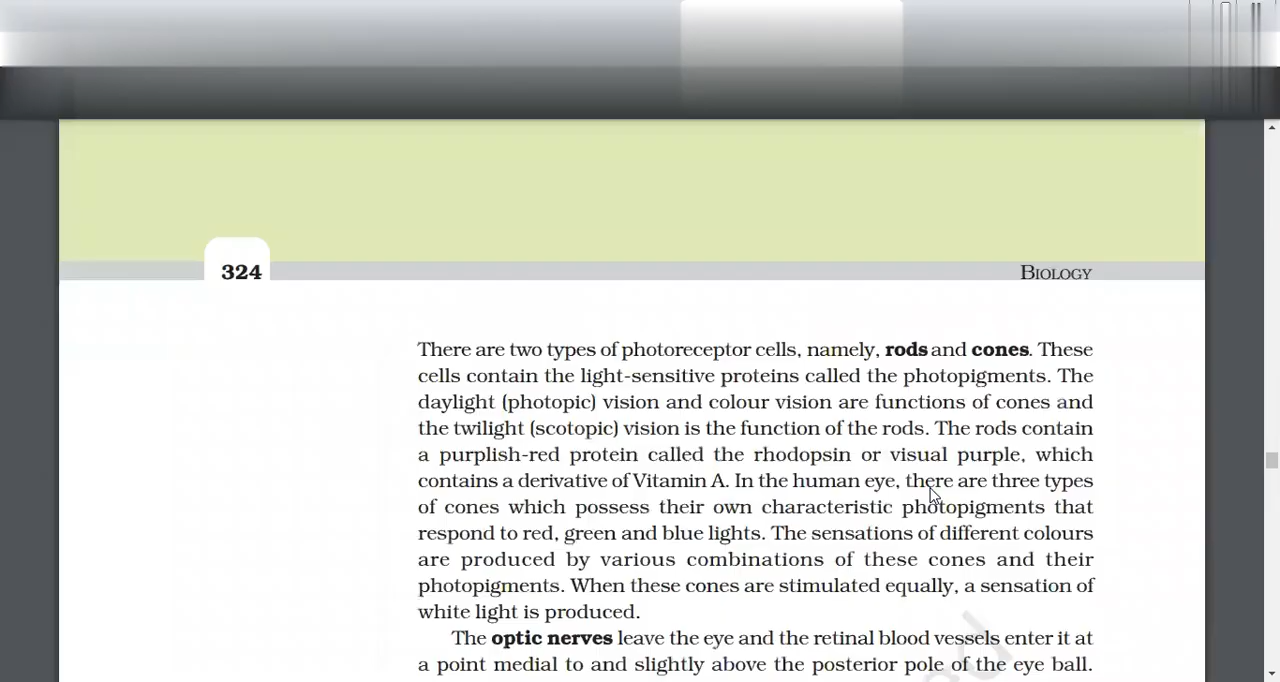 324
BIOLOGY
There are two types of photoreceptor cells, namely, rods and cones. These
cells contain the light-sensitive proteins called the photopigments. The
daylight (photopic) vision and colour vision are functions of cones and
the twilight (scotopic) vision is the function of the rods. The rods contain
a purplish-red protein called the rhodopsin or visual purple, which
contains a derivative of Vitamin A. In the human eye, there are three types
of cones which possess their own characteristic photopigments that
respond to red, green and blue lights. The sensations of different colours
are produced by various combinations of these cones and their
photopigments. When these cones are stimulated equally, a sensation of
white light is produced.
The optic nerves leave the eye and the retinal blood vessels enter it at
a point medial to and slightly above the posterior pole of the eye ball.